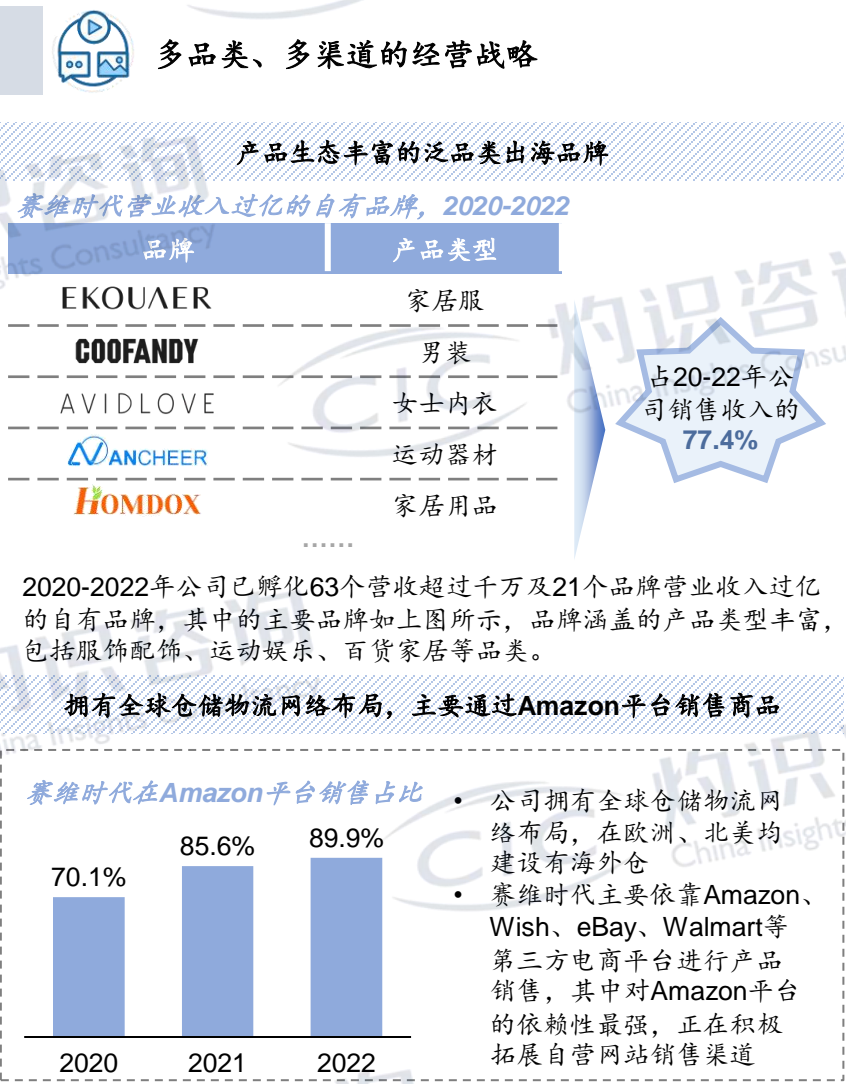 多品类、多渠道的经营战略
产品生态丰富的泛品类出海品牌
赛维时代营业收入过亿的自有品牌，2020-2022
品牌 产品类型
EKOUAER 家居服
COOFANDY 男装
AVIDLOVE 女士内衣
NANCHEER 运动器材
HOMDOX 家居用品
……
占20-22年公
司销售收入的
77.4%
2020-2022年公司已孵化63个营收超过千万及21个品牌营业收入过亿
的自有品牌，其中的主要品牌如上图所示，品牌涵盖的产品类型丰富，
包括服饰配饰、运动娱乐、百货家居等品类。
拥有全球仓储物流网络布局，主要通过Amazon平台销售商品
赛维时代在Amazon平台销售占比
70.1%
85.6%
89.9%
2020 2021 2022
• 公司拥有全球仓储物流网
络布局，在欧洲、北美均
建设有海外仓
• 赛维时代主要依靠Amazon、
Wish、eBay、Walmart等
第三方电商平台进行产品
销售，其中对Amazon平台
的依赖性最强，正在积极
拓展自营网站销售渠道
灼识咨询
China Insights Consultancy
CIC